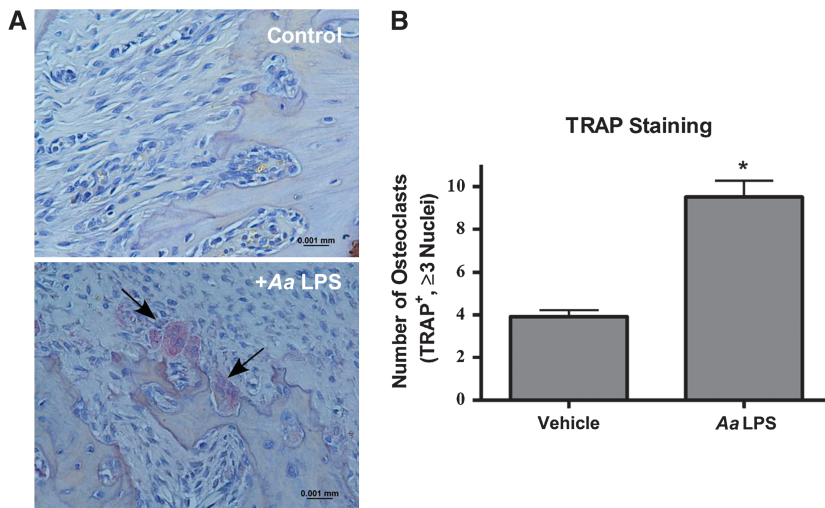 A
Control
0.001 mm
+Aa LPS
0.001 mm
B
TRAP Staining
Number of Osteoclasts
(TRAP+, ≥3 Nuclei)
10
8
6
4
2
0
*
Vehicle
Aa LPS